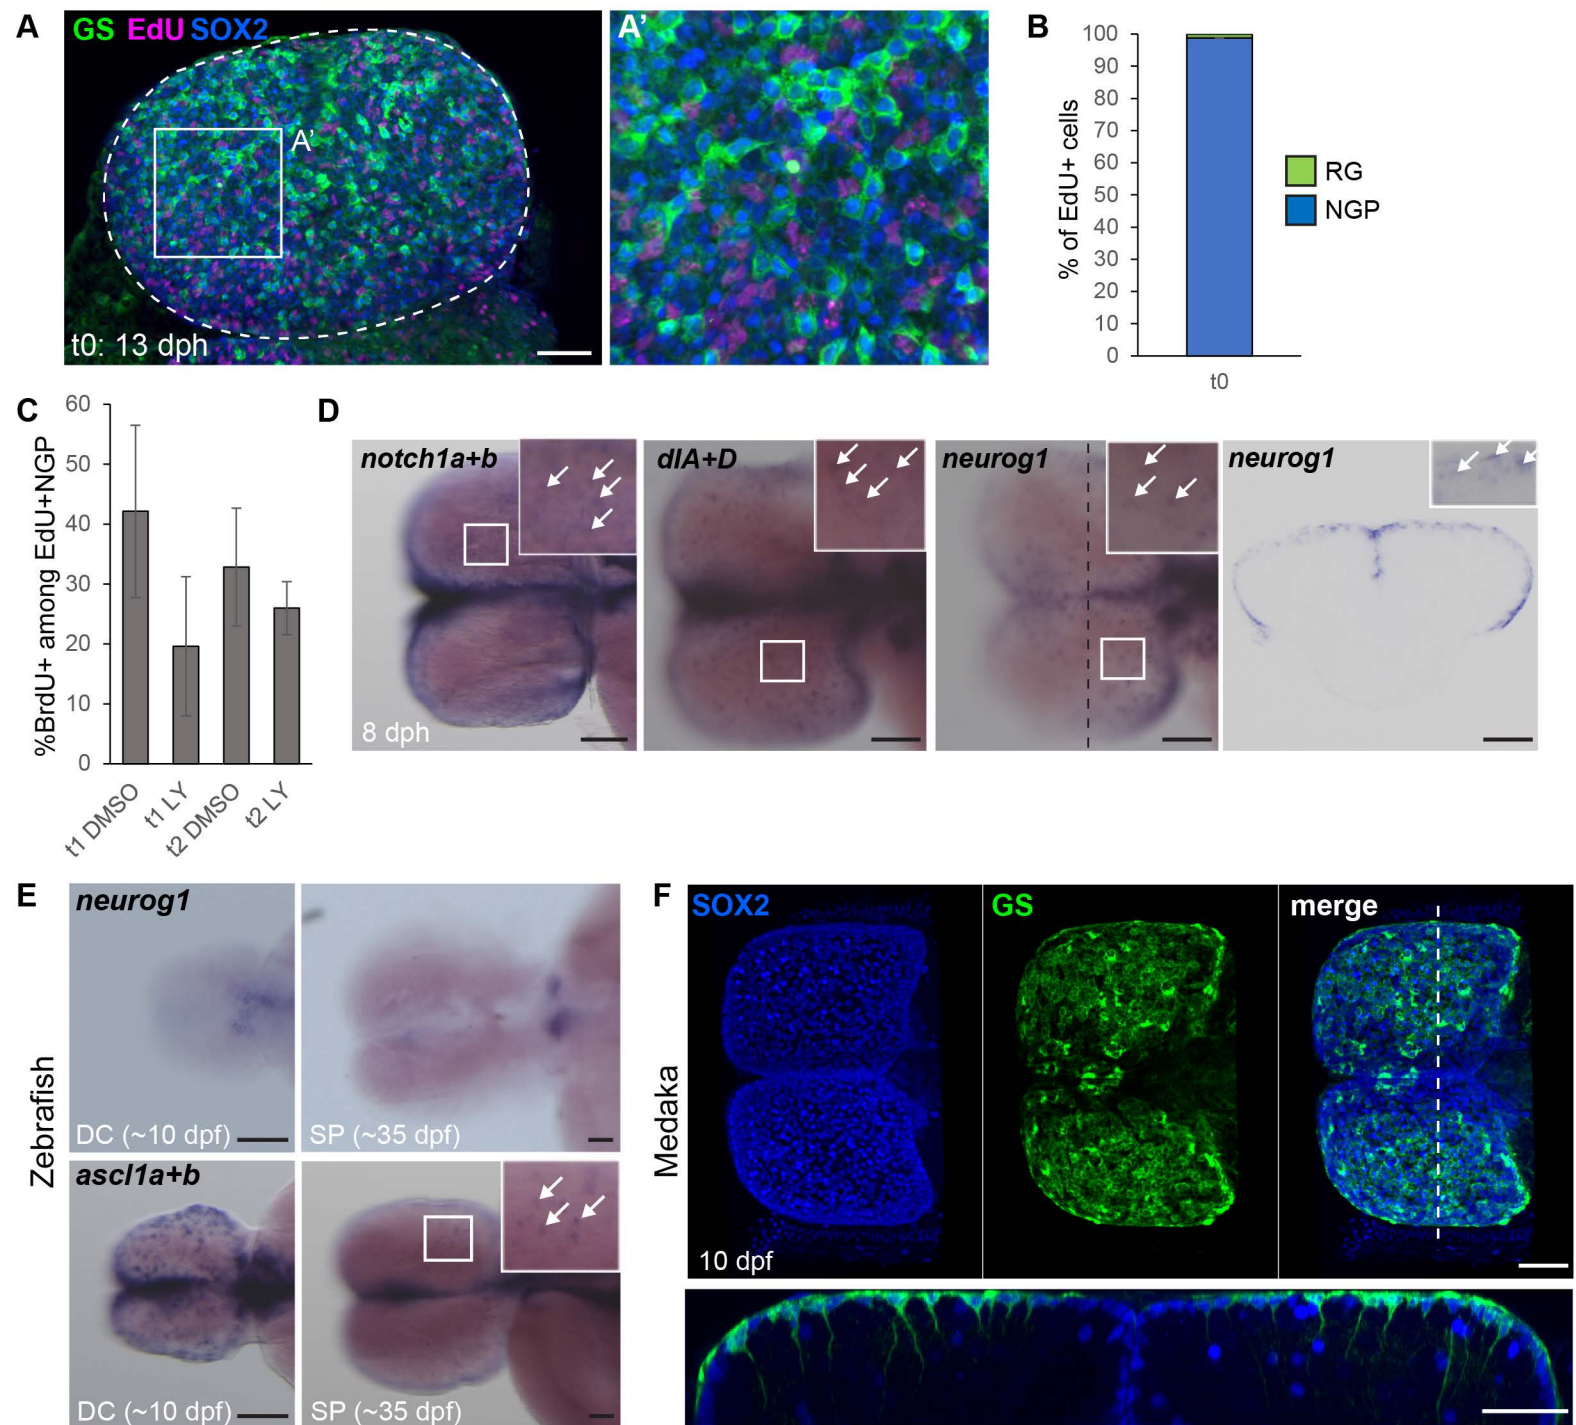 A
GS EdU SOX2
A'
t0: 13 dph
A'
B
% of EdU+ cells
100
90
80
70
60
50
40
30
20
10
0
t0
RG
NGP
C
%BrdU+ among EdU+NGP
60
50
40
30
20
10
0
t1 DMSO
t1 LY
t2 DMSO
t2 LY
D
notch1a+b
8 dph
dlA+D
neurog1
neurog1
E
Zebrafish
neurog1
DC (~10 dpf)
SP (~35 dpf)
ascl1a+b
DC (~10 dpf)
SP (~35 dpf)
F
Medaka
SOX2
GS
merge
10 dpf